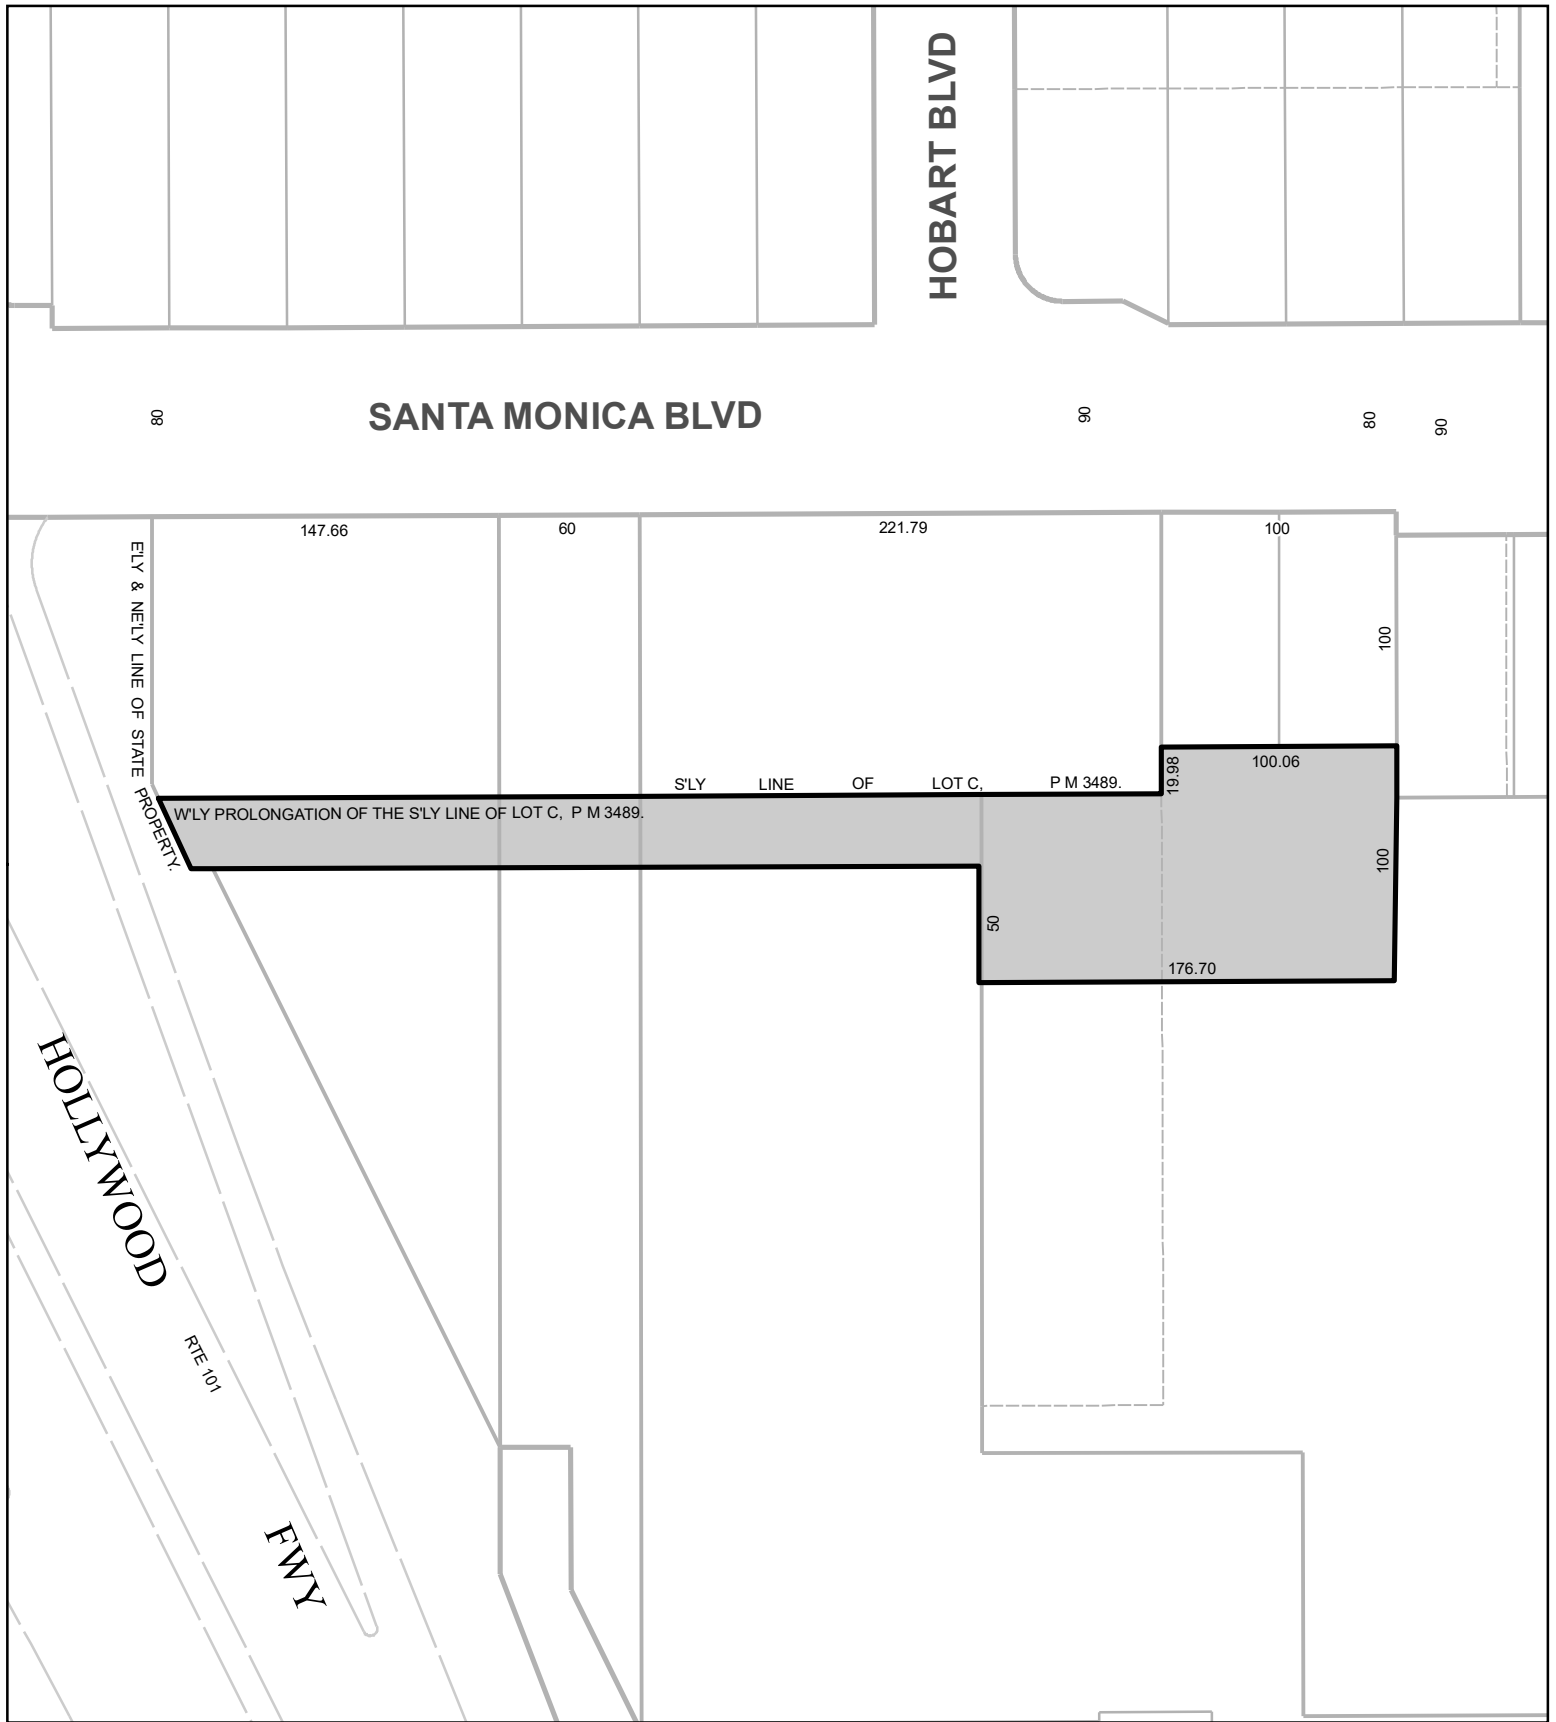 HOBART BLVD
SANTA MONICA BLVD
80
90
80
90
147.66
60
221.79
100
E'LY & NE'LY LINE OF STATE PROPERTY.
100
S'LY LINE OF LOT C, P M 3489.
19.98
100.06
W'LY PROLONGATION OF THE S'LY LINE OF LOT C, P M 3489.
100
50
176.70
HOLLYWOOD
RTE 101
FWY